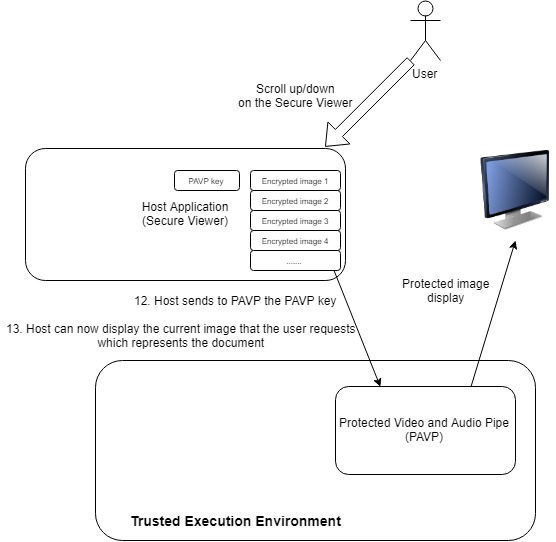 User
Scroll up/down
on the Secure Viewer
PAVP key
Encrypted image 1
Host Application
(Secure Viewer)
Encrypted image 2
Encrypted image 3
Encrypted image 4
.......
12. Host sends to PAVP the PAVP key
Protected image
display
13. Host can now display the current image that the user requests
which represents the document
Protected Video and Audio Pipe
(PAVP)
Trusted Execution Environment